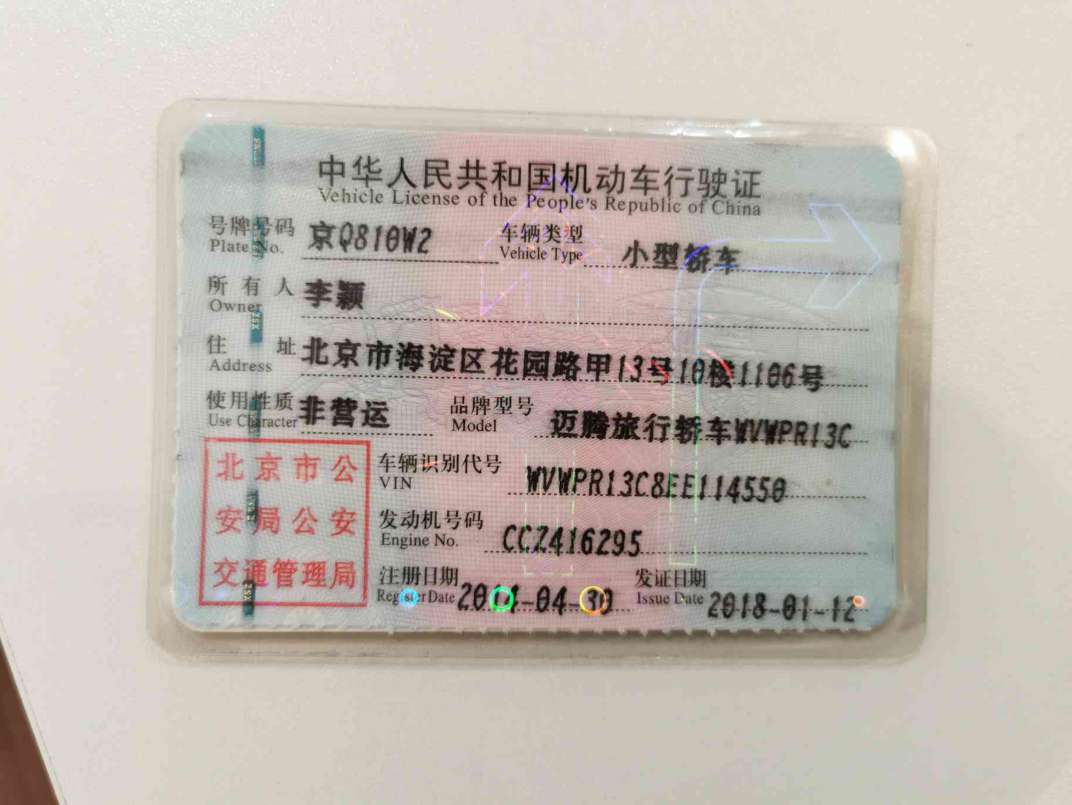 中华人民共和国机动车行驶证
Vehicle License of the People's Republic of China
号牌号码 京Q810W2 车辆类型 小型轿车
Plate No. Vehicle Type
所有人 李颖
Owner
住址 北京市海淀区花园路甲13号10楼1106号
Address
使用性质 非营运 品牌型号 迈腾旅行轿车WVWPR13C
Use Character Model
北京市公
安局公安
交通管理局
车辆识别代号 WVWPR13C8EE114550
VIN
发动机号码 CCZ416295
Engine No.
注册日期 发证日期 2018-01-12
Register Date Issue Date